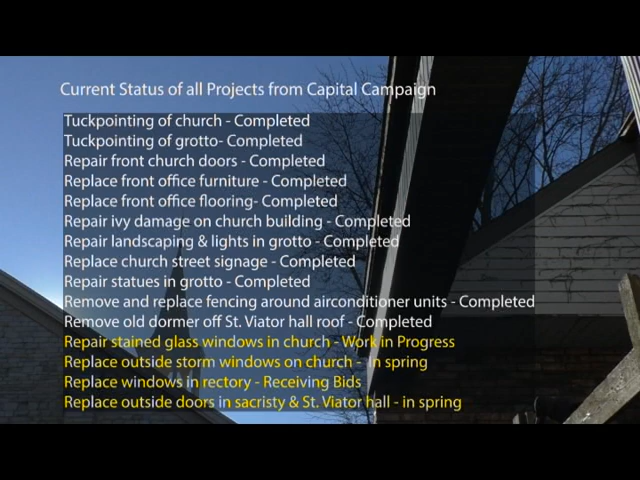 Current Status of all Projects from Capital Campaign
Tuckpointing of church - Completed
Tuckpointing of grotto- Completed
Repair front church doors - Completed
Replace front office furniture - Completed
Replace front office flooring- Completed
Repair ivy damage on church building - Completed
Repair landscaping & lights in grotto - Completed
Replace church street signage - Completed
Repair statues in grotto - Completed
Remove and replace fencing around airconditioner units - Completed
Remove old dormer off St. Viator hall roof - Completed
Repair stained glass windows in church - Work in Progress
Replace outside storm windows on church - In spring
Replace windows in rectory - Receiving Bids
Replace outside doors in sacristy & St. Viator hall - in spring